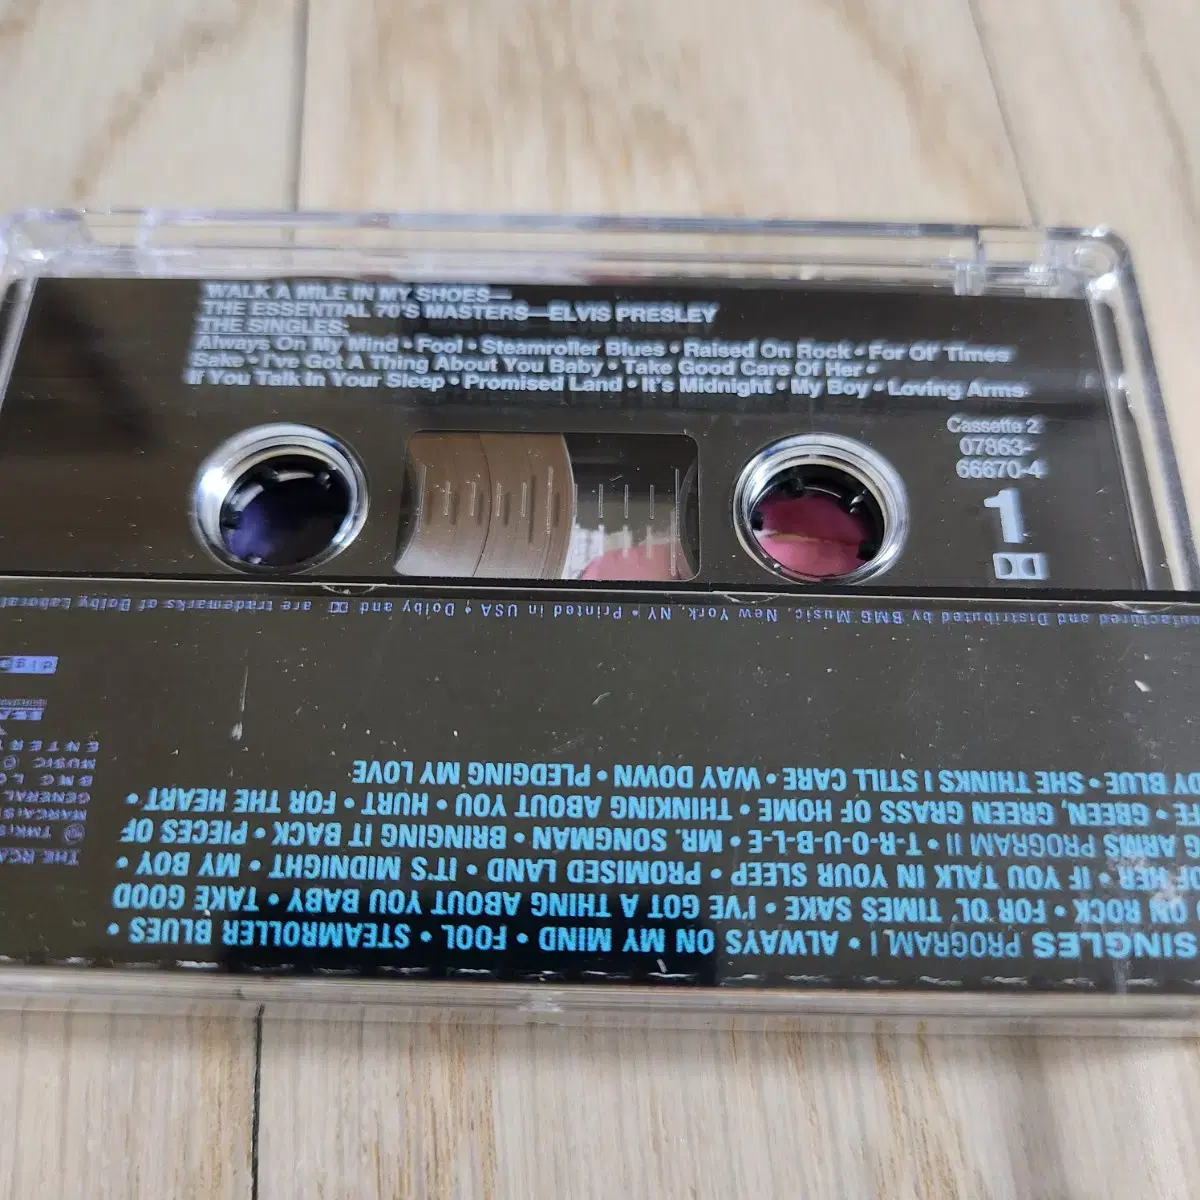 WALK A MILE IN MY SHOES—
THE ESSENTIAL 70'S MASTERS—ELVIS PRESLEY
THE SINGLES·
Always On My Mind • Fool • Steamroller Blues • Raised On Rock • For Ol' Times
Sake • I've Got A Thing About You Baby • Take Good Care Of Her •
If You Talk In Your Sleep • Promised Land • It's Midnight • My Boy • Loving Arms
Cassette 2
07863-
66670-4
1
SINGLES PROGRAM I • ALWAYS ON MY MIND • FOOL • STEAMROLLER BLUES •
ON ROCK • FOR OL' TIMES SAKE • I'VE GOT A THING ABOUT YOU BABY • TAKE GOOD
OF HER • IF YOU TALK IN YOUR SLEEP • PROMISED LAND • IT'S MIDNIGHT • MY BOY •
ARMS PROGRAM II • T-R-O-U-B-L-E • MR. SONGMAN • BRINGING IT BACK • PIECES OF
• GREEN, GREEN GRASS OF HOME • THINKING ABOUT YOU • HURT • FOR THE HEART •
BLUE • SHE THINKS I STILL CARE • WAY DOWN • PLEDGING MY LOVE
THE RCA
TMK(S)
GENERAL
BMG
MUSIC
and Distributed by BMG Music, New York, NY • Printed in USA • Dolby and are trademarks of Dolby